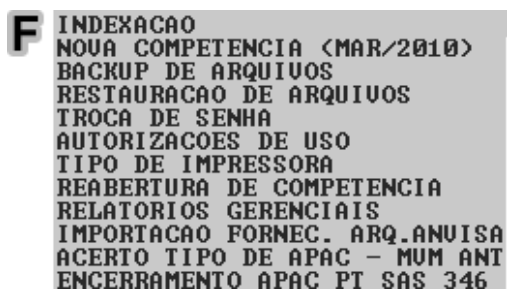 F
INDEXACAO
NOVA COMPETENCIA (MAR/2010)
BACKUP DE ARQUIVOS
RESTAURACAO DE ARQUIVOS
TROCA DE SENHA
AUTORIZACOES DE USO
TIPO DE IMPRESSORA
REABERTURA DE COMPETENCIA
RELATORIOS GERENCIAIS
IMPORTACAO FORNEC. ARQ.ANVISA
ACERTO TIPO DE APAC - MVM ANT
ENCERRAMENTO APAC PT SAS 346